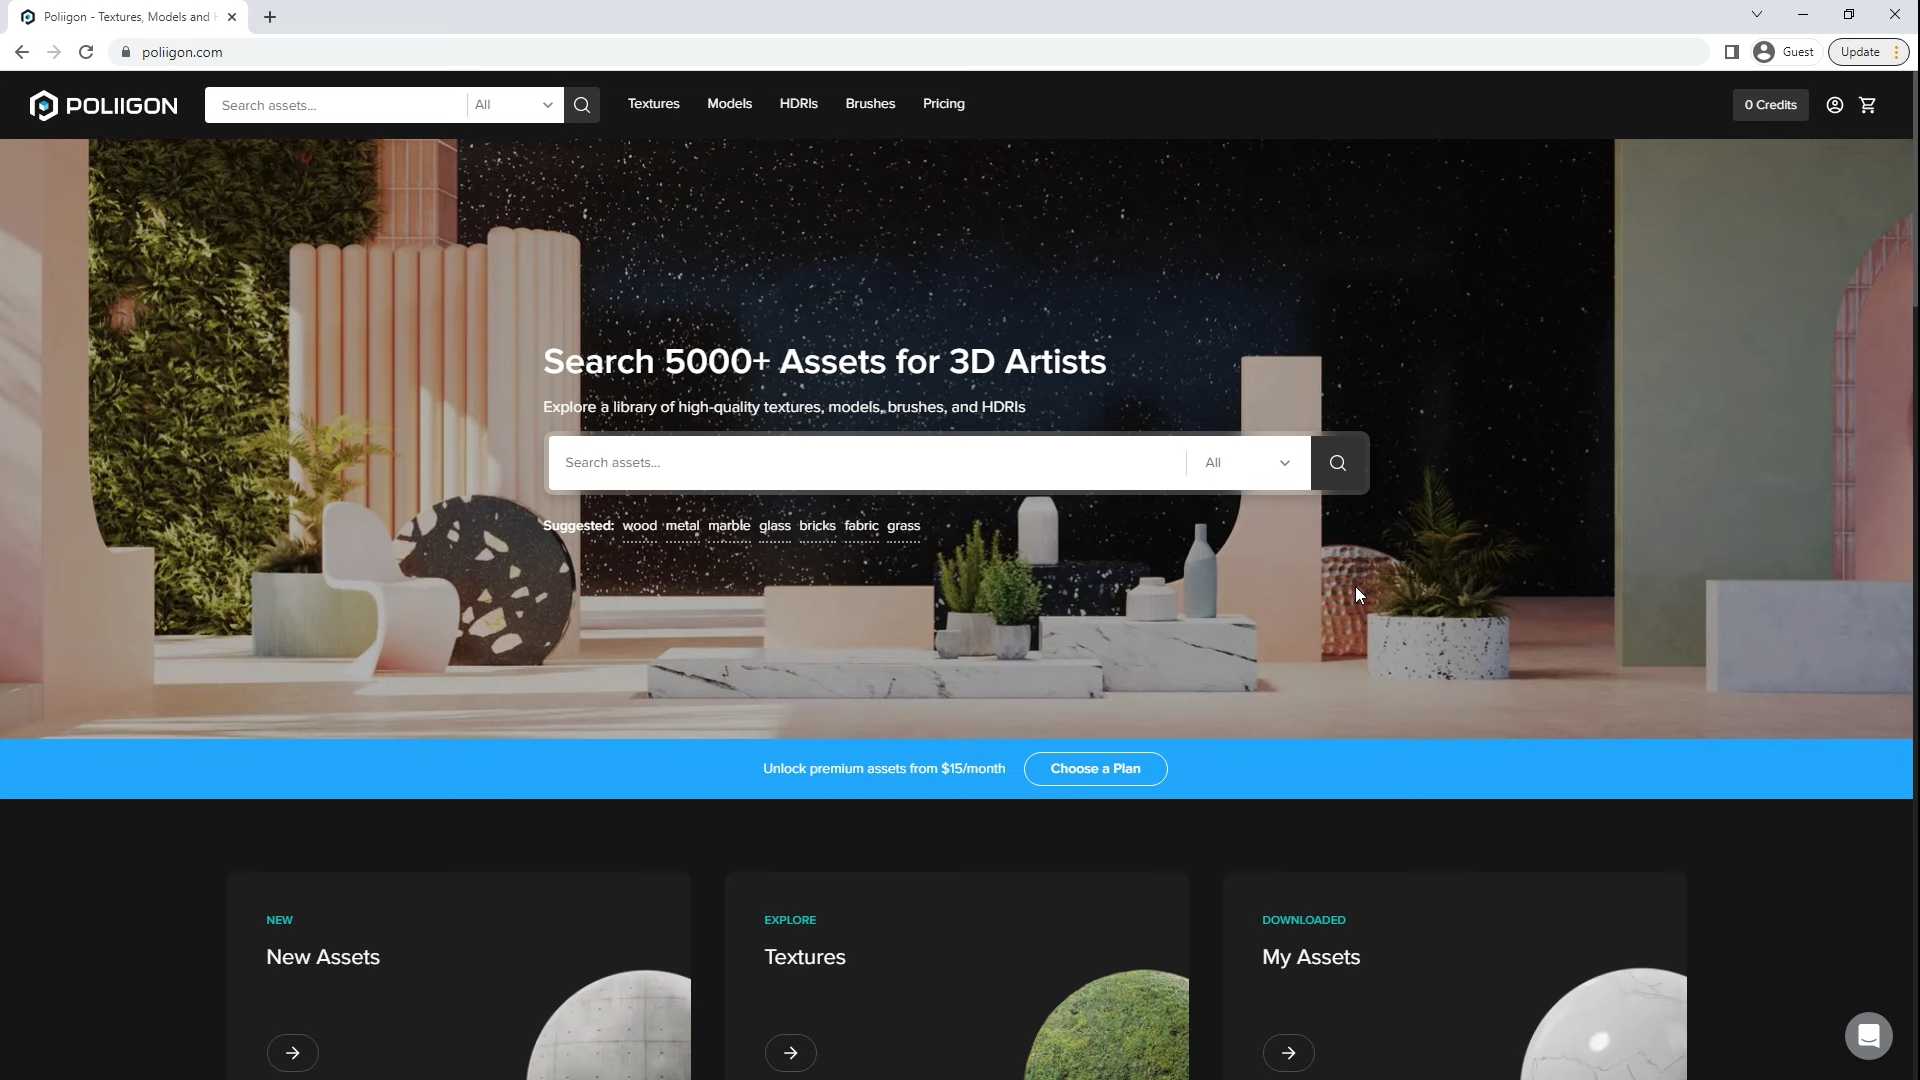 Poliigon - Textures, Models and H
poliigon.com
Guest
Update
POLIIGON
Search assets...
All
Textures
Models
HDRIs
Brushes
Pricing
0 Credits
Search 5000+ Assets for 3D Artists
Explore a library of high-quality textures, models, brushes, and HDRIs
Search assets...
All
Suggested: wood metal marble glass bricks fabric grass
Unlock premium assets from $15/month
Choose a Plan
NEW
New Assets
EXPLORE
Textures
DOWNLOADED
My Assets